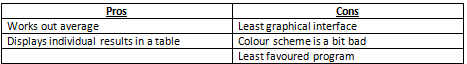 Pros Cons
Works out average Least graphical interface
Displays individual results in a table Colour scheme is a bit bad
Least favoured program